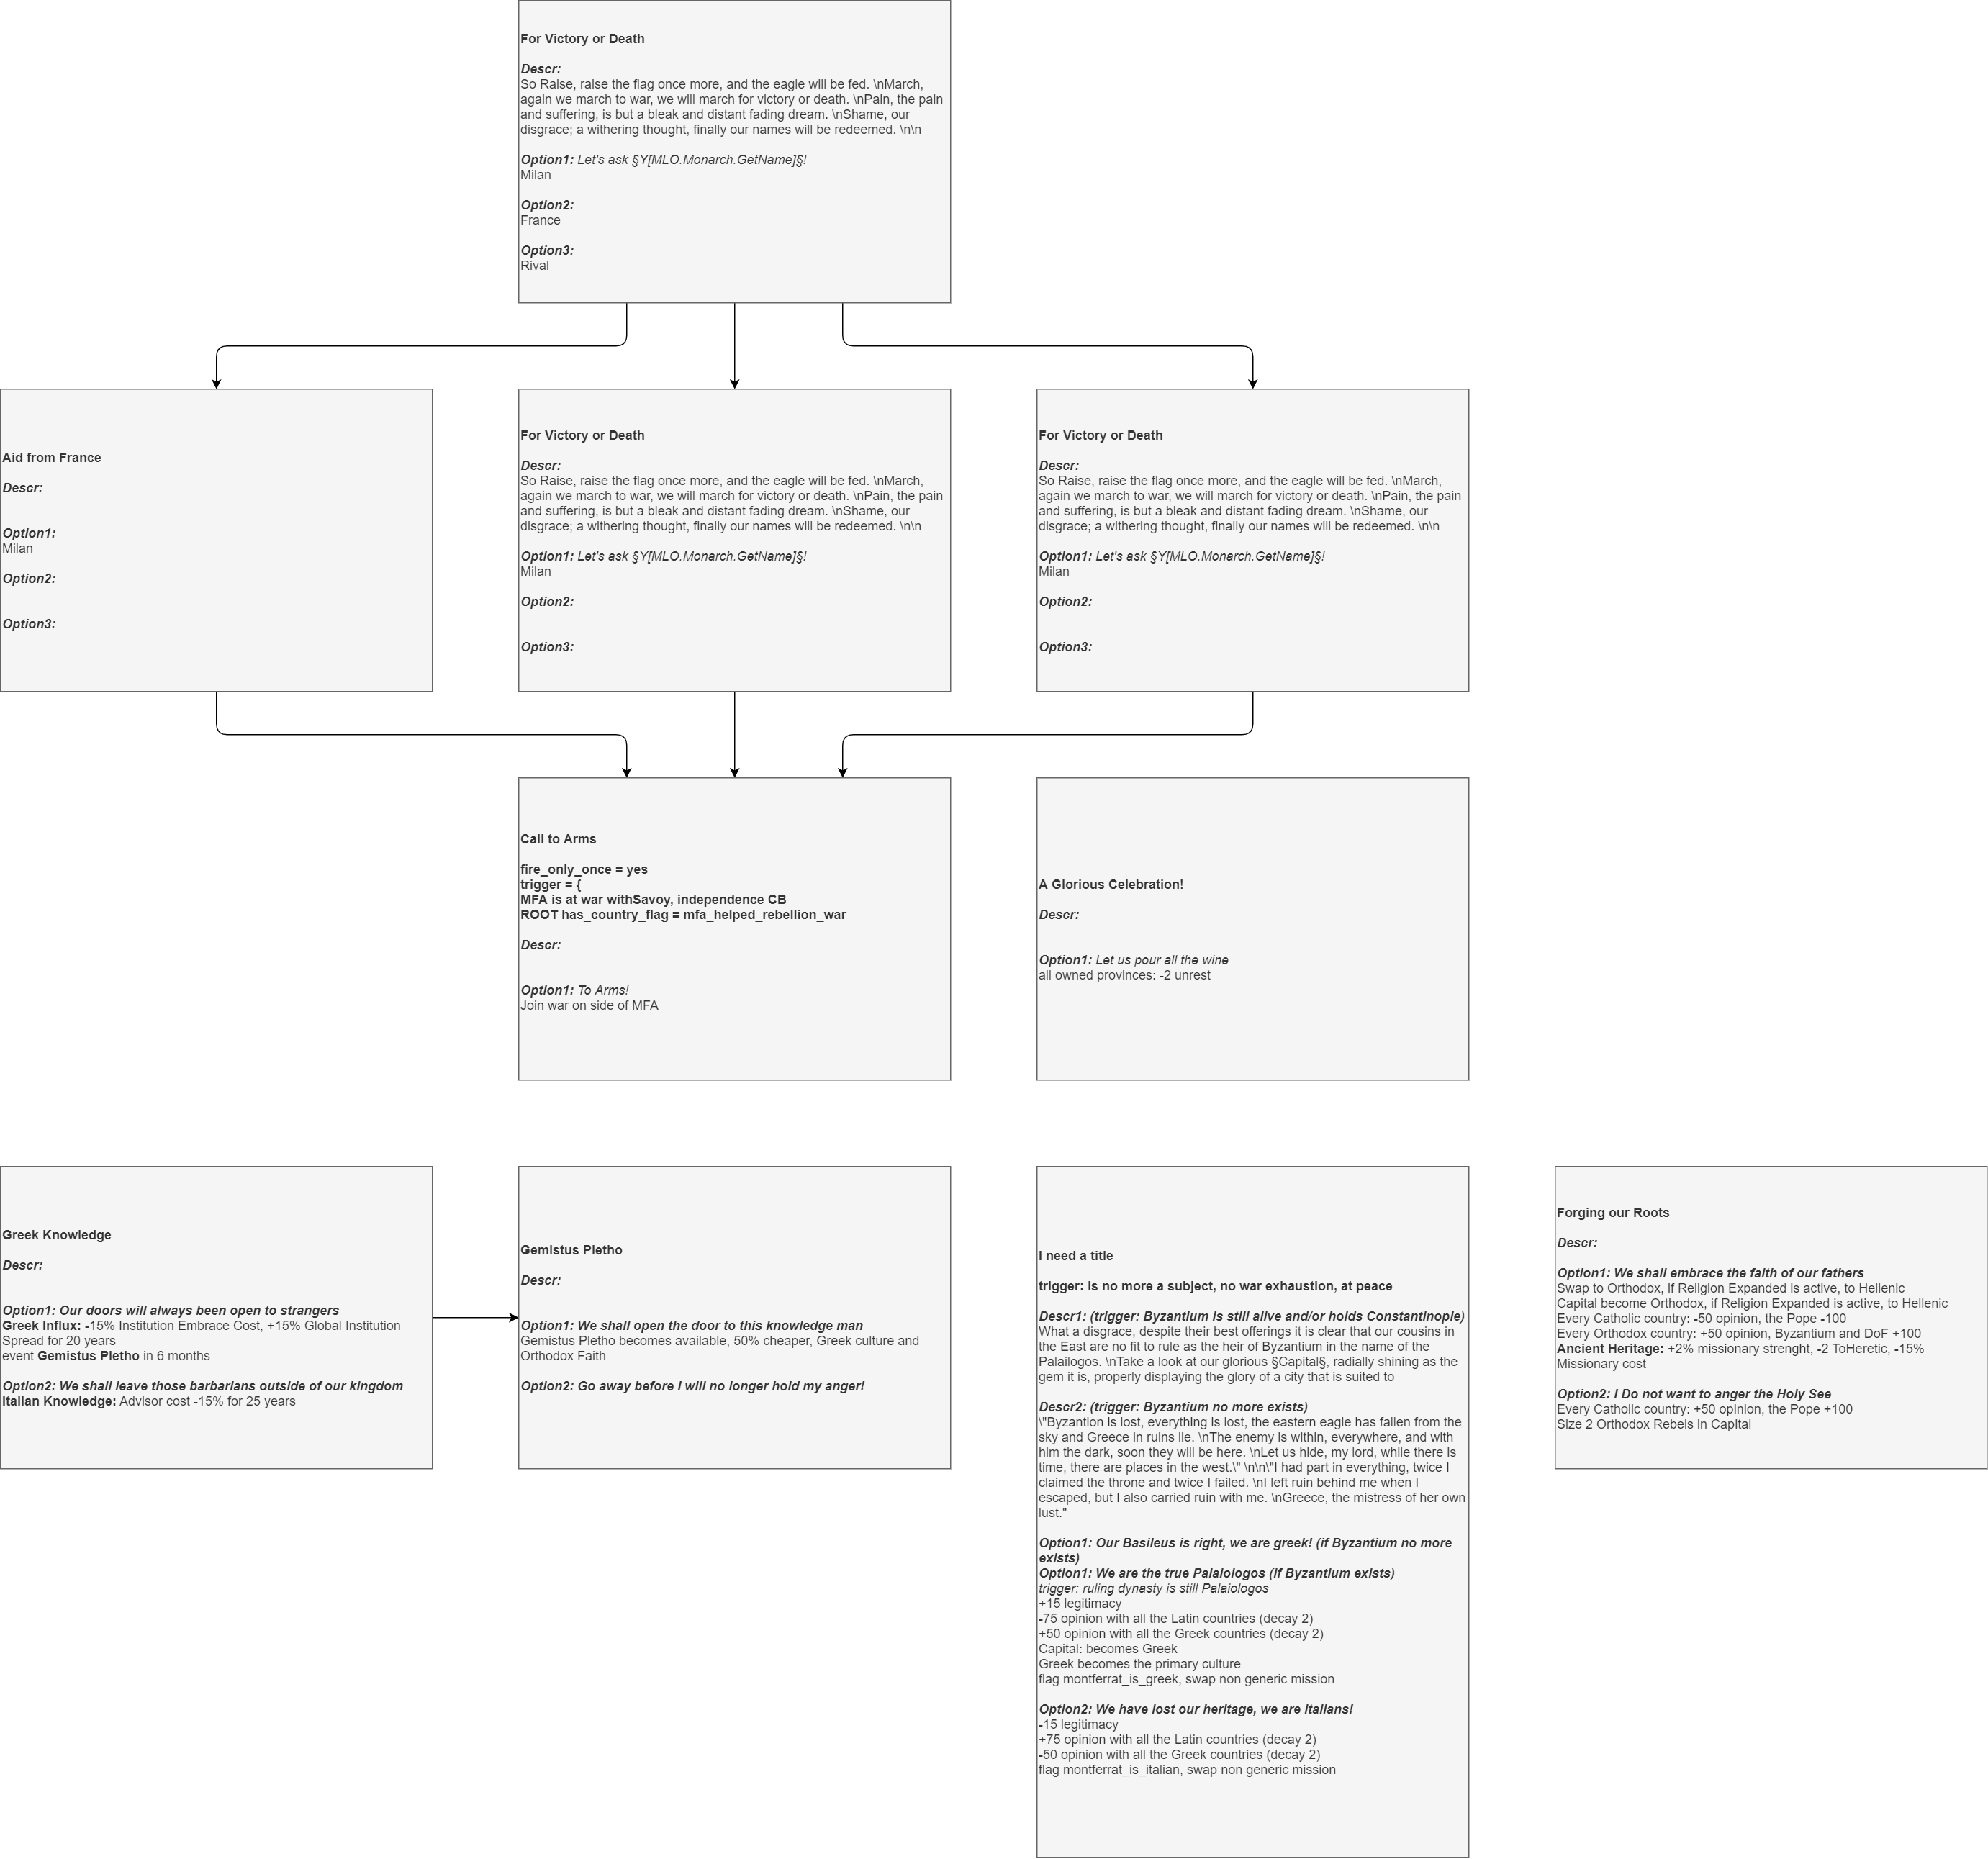 For Victory or Death
Descr:
So Raise, raise the flag once more, and the eagle will be fed. \nMarch,
again we march to war, we will march for victory or death. \nPain, the pain
and suffering, is but a bleak and distant fading dream. \nShame, our
disgrace; a withering thought, finally our names will be redeemed. \n\n
Option1: Let's ask §Y[MLO.Monarch.GetName]§!
Milan
Option2:
France
Option3:
Rival
Aid from France
Descr:
Option1:
Milan
Option2:
Option3:
For Victory or Death
Descr:
So Raise, raise the flag once more, and the eagle will be fed. \nMarch,
again we march to war, we will march for victory or death. \nPain, the pain
and suffering, is but a bleak and distant fading dream. \nShame, our
disgrace; a withering thought, finally our names will be redeemed. \n\n
Option1: Let's ask §Y[MLO.Monarch.GetName]§!
Milan
Option2:
Option3:
For Victory or Death
Descr:
So Raise, raise the flag once more, and the eagle will be fed. \nMarch,
again we march to war, we will march for victory or death. \nPain, the pain
and suffering, is but a bleak and distant fading dream. \nShame, our
disgrace; a withering thought, finally our names will be redeemed. \n\n
Option1: Let's ask §Y[MLO.Monarch.GetName]§!
Milan
Option2:
Option3:
Call to Arms
fire_only_once = yes
trigger = {
MFA is at war withSavoy, independence CB
ROOT has_country_flag = mfa_helped_rebellion_war
Descr:
Option1: To Arms!
Join war on side of MFA
A Glorious Celebration!
Descr:
Option1: Let us pour all the wine
all owned provinces: -2 unrest
Greek Knowledge
Descr:
Option1: Our doors will always been open to strangers
Greek Influx: -15% Institution Embrace Cost, +15% Global Institution
Spread for 20 years
event Gemistus Pletho in 6 months
Option2: We shall leave those barbarians outside of our kingdom
Italian Knowledge: Advisor cost -15% for 25 years
Gemistus Pletho
Descr:
Option1: We shall open the door to this knowledge man
Gemistus Pletho becomes available, 50% cheaper, Greek culture and
Orthodox Faith
Option2: Go away before I will no longer hold my anger!
I need a title
trigger: is no more a subject, no war exhaustion, at peace
Descr1: (trigger: Byzantium is still alive and/or holds Constantinople)
What a disgrace, despite their best offerings it is clear that our cousins in
the East are no fit to rule as the heir of Byzantium in the name of the
Palailogos. \nTake a look at our glorious §Capital§, radially shining as the
gem it is, properly displaying the glory of a city that is suited to
Descr2: (trigger: Byzantium no more exists)
\"Byzantion is lost, everything is lost, the eastern eagle has fallen from the
sky and Greece in ruins lie. \nThe enemy is within, everywhere, and with
him the dark, soon they will be here. \nLet us hide, my lord, while there is
time, there are places in the west.\" \n\n\"I had part in everything, twice I
claimed the throne and twice I failed. \nI left ruin behind me when I
escaped, but I also carried ruin with me. \nGreece, the mistress of her own
lust."
Option1: Our Basileus is right, we are greek! (if Byzantium no more
exists)
Option1: We are the true Palaiologos (if Byzantium exists)
trigger: ruling dynasty is still Palaiologos
+15 legitimacy
-75 opinion with all the Latin countries (decay 2)
+50 opinion with all the Greek countries (decay 2)
Capital: becomes Greek
Greek becomes the primary culture
flag montferrat_is_greek, swap non generic mission
Option2: We have lost our heritage, we are italians!
-15 legitimacy
+75 opinion with all the Latin countries (decay 2)
-50 opinion with all the Greek countries (decay 2)
flag montferrat_is_italian, swap non generic mission
Forging our Roots
Descr:
Option1: We shall embrace the faith of our fathers
Swap to Orthodox, if Religion Expanded is active, to Hellenic
Capital become Orthodox, if Religion Expanded is active, to Hellenic
Every Catholic country: -50 opinion, the Pope -100
Every Orthodox country: +50 opinion, Byzantium and DoF +100
Ancient Heritage: +2% missionary strenght, -2 ToHeretic, -15%
Missionary cost
Option2: I Do not want to anger the Holy See
Every Catholic country: +50 opinion, the Pope +100
Size 2 Orthodox Rebels in Capital